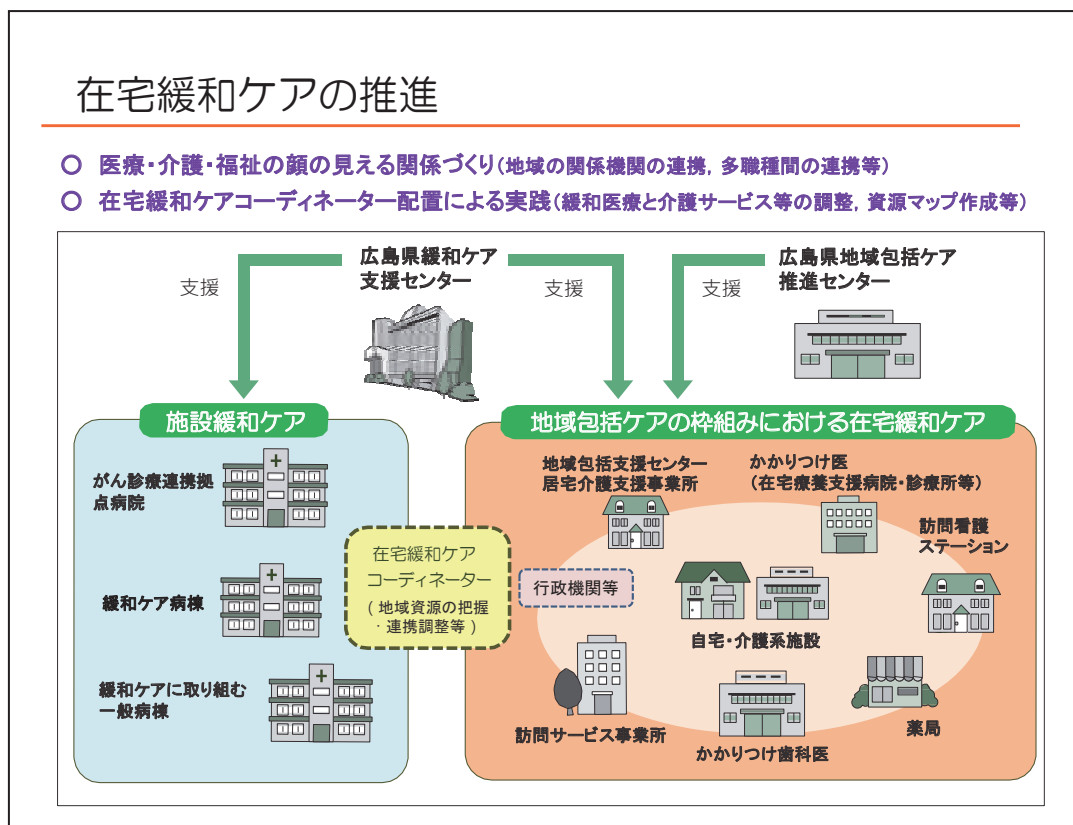 在宅緩和ケアの推進
○ 医療・介護・福祉の顔の見える関係づくり(地域の関係機関の連携，多職種間の連携等)
○ 在宅緩和ケアコーディネーター配置による実践(緩和医療と介護サービス等の調整，資源マップ作成等)
広島県緩和ケア
支援センター
広島県地域包括ケア
推進センター
支援
支援
支援
施設緩和ケア
がん診療連携拠
点病院
緩和ケア病棟
緩和ケアに取り組む
一般病棟
在宅緩和ケア
コーディネーター
(地域資源の把握
・連携調整等)
行政機関等
地域包括ケアの枠組みにおける在宅緩和ケア
地域包括支援センター
居宅介護支援事業所
かかりつけ医
(在宅療養支援病院・診療所等)
訪問看護
ステーション
自宅・介護系施設
訪問サービス事業所
かかりつけ歯科医
薬局